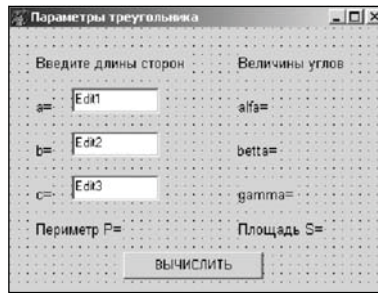 Параметры треугольника
Введите длины сторон Величины углов
a= Edit1 alfa=
b= Edit2 betta=
c= Edit3 gamma=
Периметр P= Площадь S=
ВЫЧИСЛИТЬ